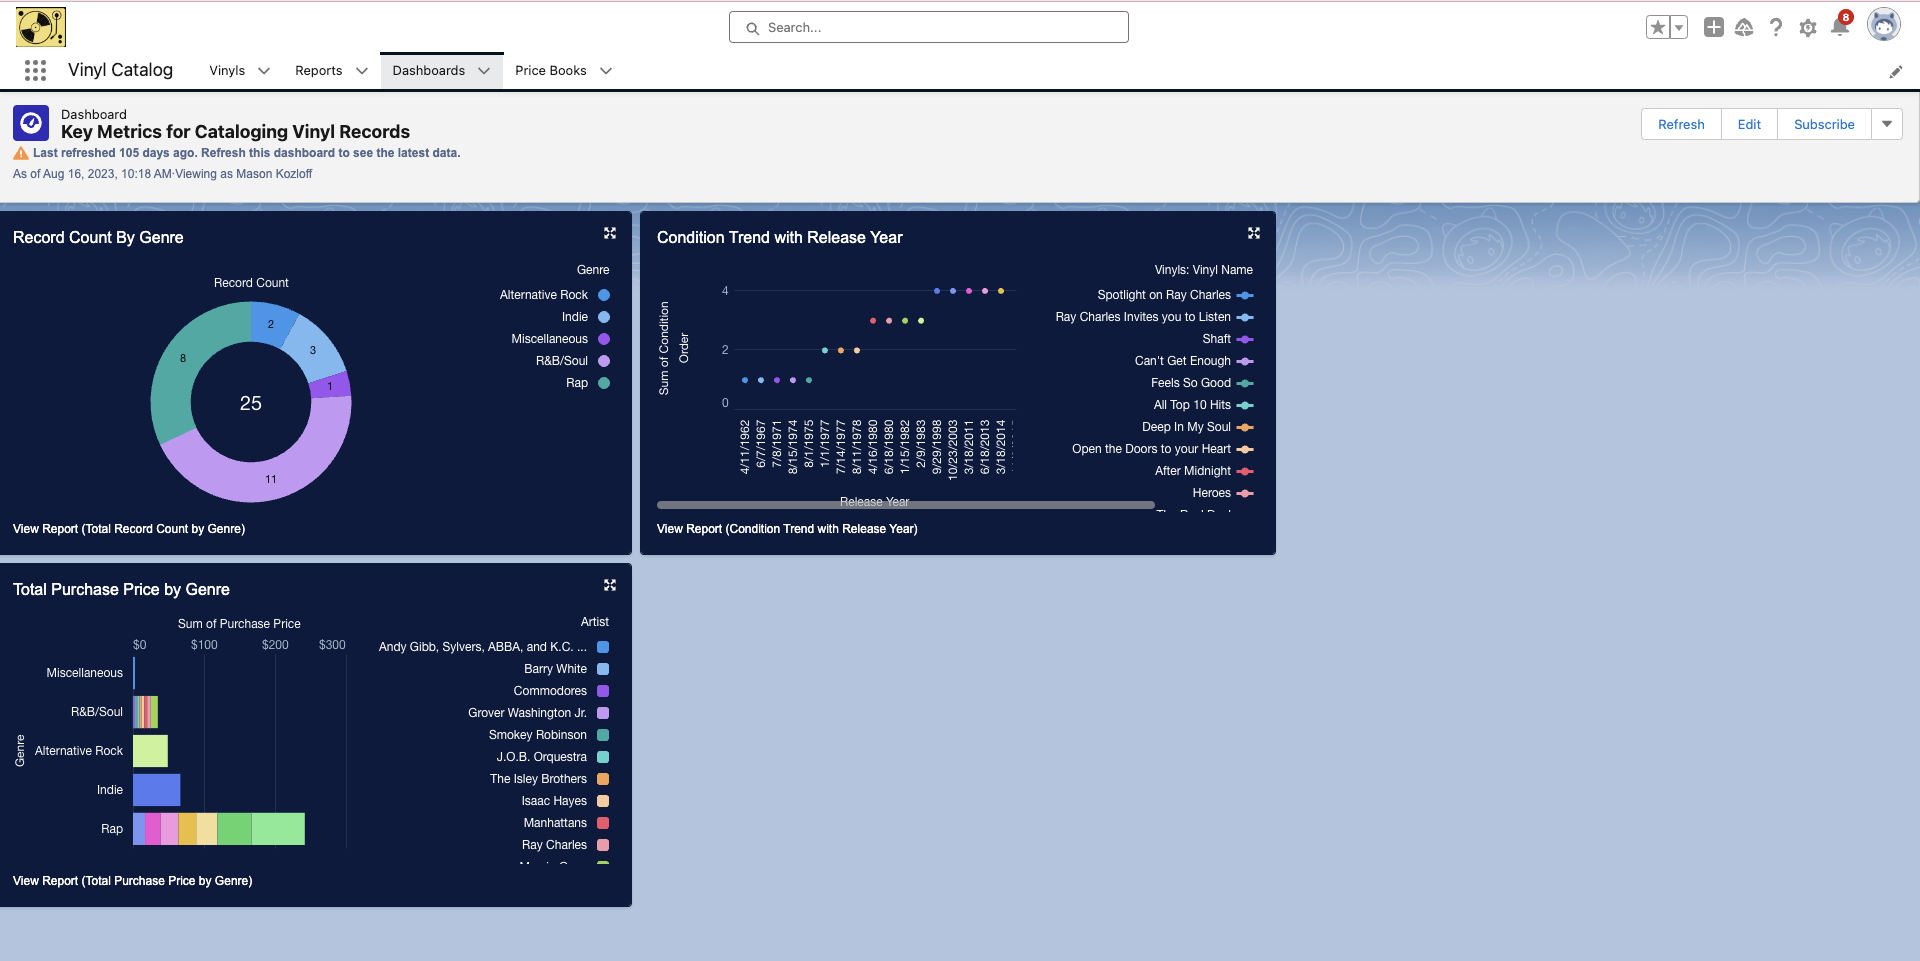 Search...
8
Vinyl Catalog
Vinyls
Reports
Dashboards
Price Books
Dashboard
Key Metrics for Cataloging Vinyl Records
Last refreshed 105 days ago. Refresh this dashboard to see the latest data.
As of Aug 16, 2023, 10:18 AM·Viewing as Mason Kozloff
Refresh
Edit
Subscribe
Record Count By Genre
Record Count
2
3
1
11
8
25
Genre
Alternative Rock
Indie
Miscellaneous
R&B/Soul
Rap
View Report (Total Record Count by Genre)
Condition Trend with Release Year
Sum of Condition
Order
4
2
0
4/11/1962
6/7/1967
7/8/1971
8/15/1974
8/1/1975
1/1/1977
7/14/1977
8/11/1978
4/16/1980
6/18/1980
1/15/1982
2/9/1983
9/29/1998
10/23/2003
3/18/2011
6/18/2013
3/18/2014
Release Year
Vinyls: Vinyl Name
Spotlight on Ray Charles
Ray Charles Invites you to Listen
Shaft
Can't Get Enough
Feels So Good
All Top 10 Hits
Deep In My Soul
Open the Doors to your Heart
After Midnight
Heroes
View Report (Condition Trend with Release Year)
Total Purchase Price by Genre
Sum of Purchase Price
$0
$100
$200
$300
Genre
Miscellaneous
R&B/Soul
Alternative Rock
Indie
Rap
Artist
Andy Gibb, Sylvers, ABBA, and K.C. ...
Barry White
Commodores
Grover Washington Jr.
Smokey Robinson
J.O.B. Orquestra
The Isley Brothers
Isaac Hayes
Manhattans
Ray Charles
View Report (Total Purchase Price by Genre)